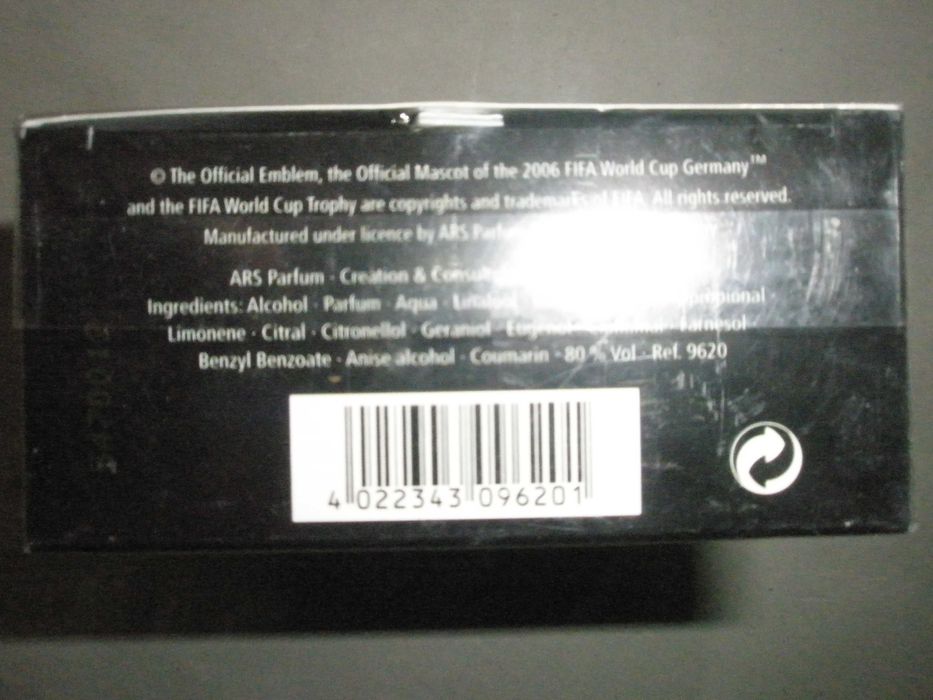 © The Official Emblem, the Official Mascot of the 2006 FIFA World Cup Germany™
and the FIFA World Cup Trophy are copyrights and trademarks of FIFA. All rights reserved.
Manufactured under licence by ARS
ARS Parfum · Creation &
Ingredients: Alcohol · Parfum · Aqua ·
Limonene · Citral · Citronellol · Geraniol · Farnesol
Benzyl Benzoate · Anise alcohol · Coumarin · 80 % Vol · Ref. 9620
4 022343 096201